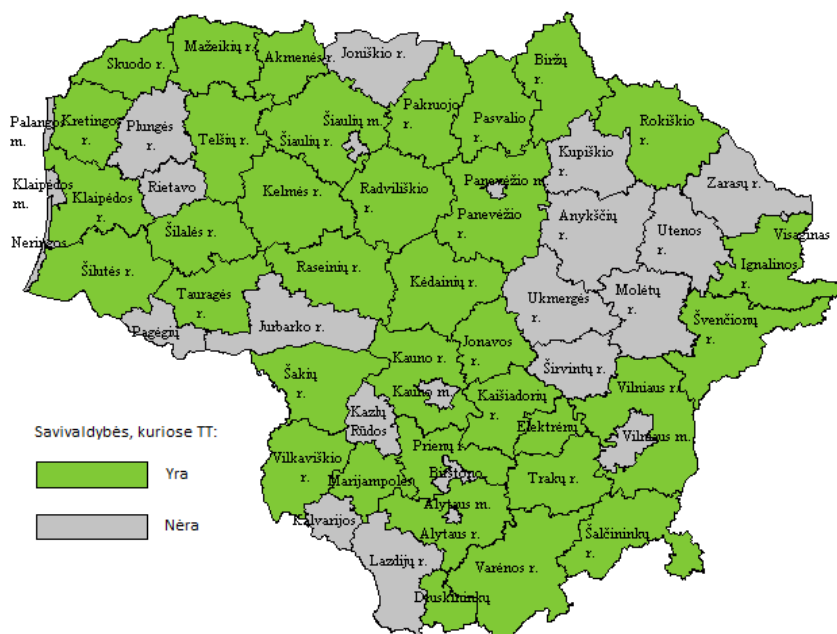 Skuodo r.
Mažeikių r.
Akmenės r.
Joniškio r.
Biržų
r.
Palangos
m.
Kretingos
r.
Plungės
r.
Telšių r.
Šiaulių m.
Šiaulių r.
Pakruojo
r.
Pasvalio
r.
Rokiškio
r.
Kupiškio
r.
Zarasų r.
Klaipėdos
m.
Klaipėdos
r.
Rietavo
Kelmės r.
Radviliškio
r.
Panevėžio m.
Panevėžio
r.
Anykščių
r.
Utenos
r.
Visaginas
Neringos
Šilalės
r.
Šilutės r.
Raseinių r.
Kėdainių r.
Ignalinos
r.
Tauragės
r.
Ukmergės
r.
Molėtų
r.
Švenčionų
r.
Pagėgių
Jurbarko r.
Jonavos
r.
Kauno r.
Širvintų r.
Šakių
r.
Kauno m.
Kaišiadorių
r.
Vilniaus r.
Kazlų
Rūdos
Elektrėnų
Vilniaus m.
Savivaldybės, kuriose TT:
Yra
Nėra
Prienų r.
Vilkaviškio
r.
Marijampolės
Birštono
Trakų r.
Kalvarijos
Alytaus m.
Alytaus r.
Šalčininkų
r.
Lazdijų r.
Varėnos r.
Druskininkų